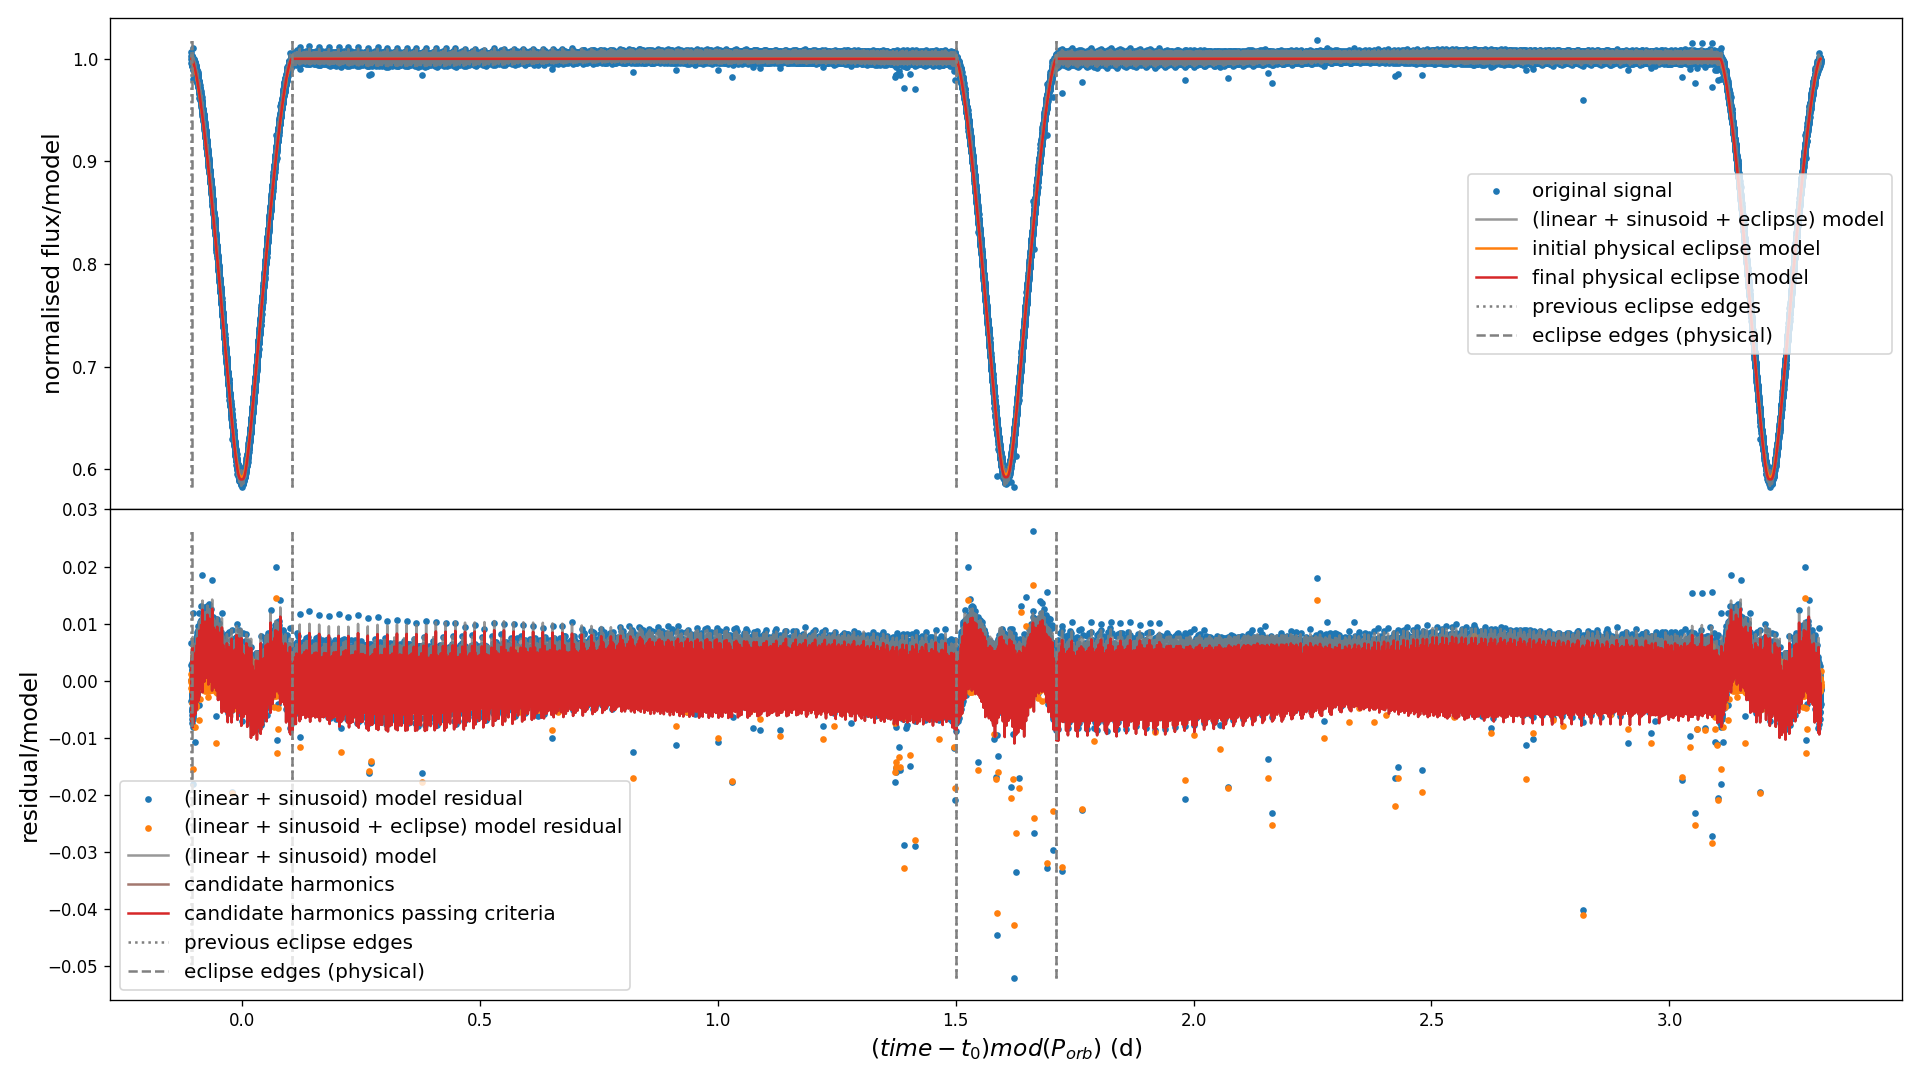 normalised flux/model
1.0
0.9
0.8
0.7
0.6
original signal
(linear + sinusoid + eclipse) model
initial physical eclipse model
final physical eclipse model
previous eclipse edges
eclipse edges (physical)
residual/model
0.03
0.02
0.01
0.00
−0.01
−0.02
−0.03
−0.04
−0.05
(linear + sinusoid) model residual
(linear + sinusoid + eclipse) model residual
(linear + sinusoid) model
candidate harmonics
candidate harmonics passing criteria
previous eclipse edges
eclipse edges (physical)
0.0 0.5 1.0 1.5 2.0 2.5 3.0
(time − t₀)mod(Pₒᵣb) (d)